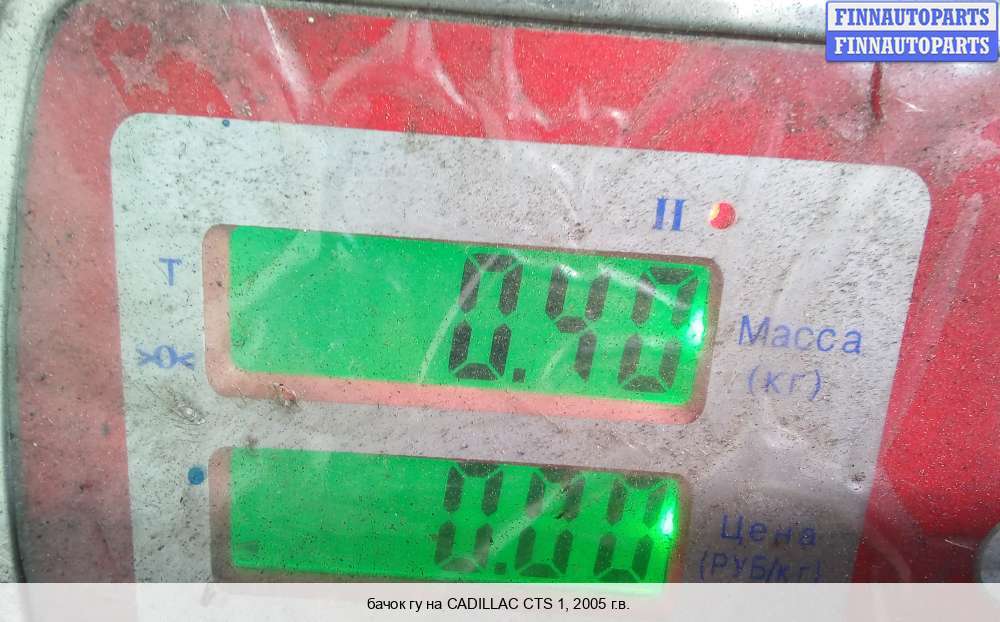 FINNAUTOPARTS
FINNAUTOPARTS
II
T
0.40
>0<
Масса
(кг)
0.00
Цена
(РУБ/кг)
бачок гу на CADILLAC CTS 1, 2005 г.в.